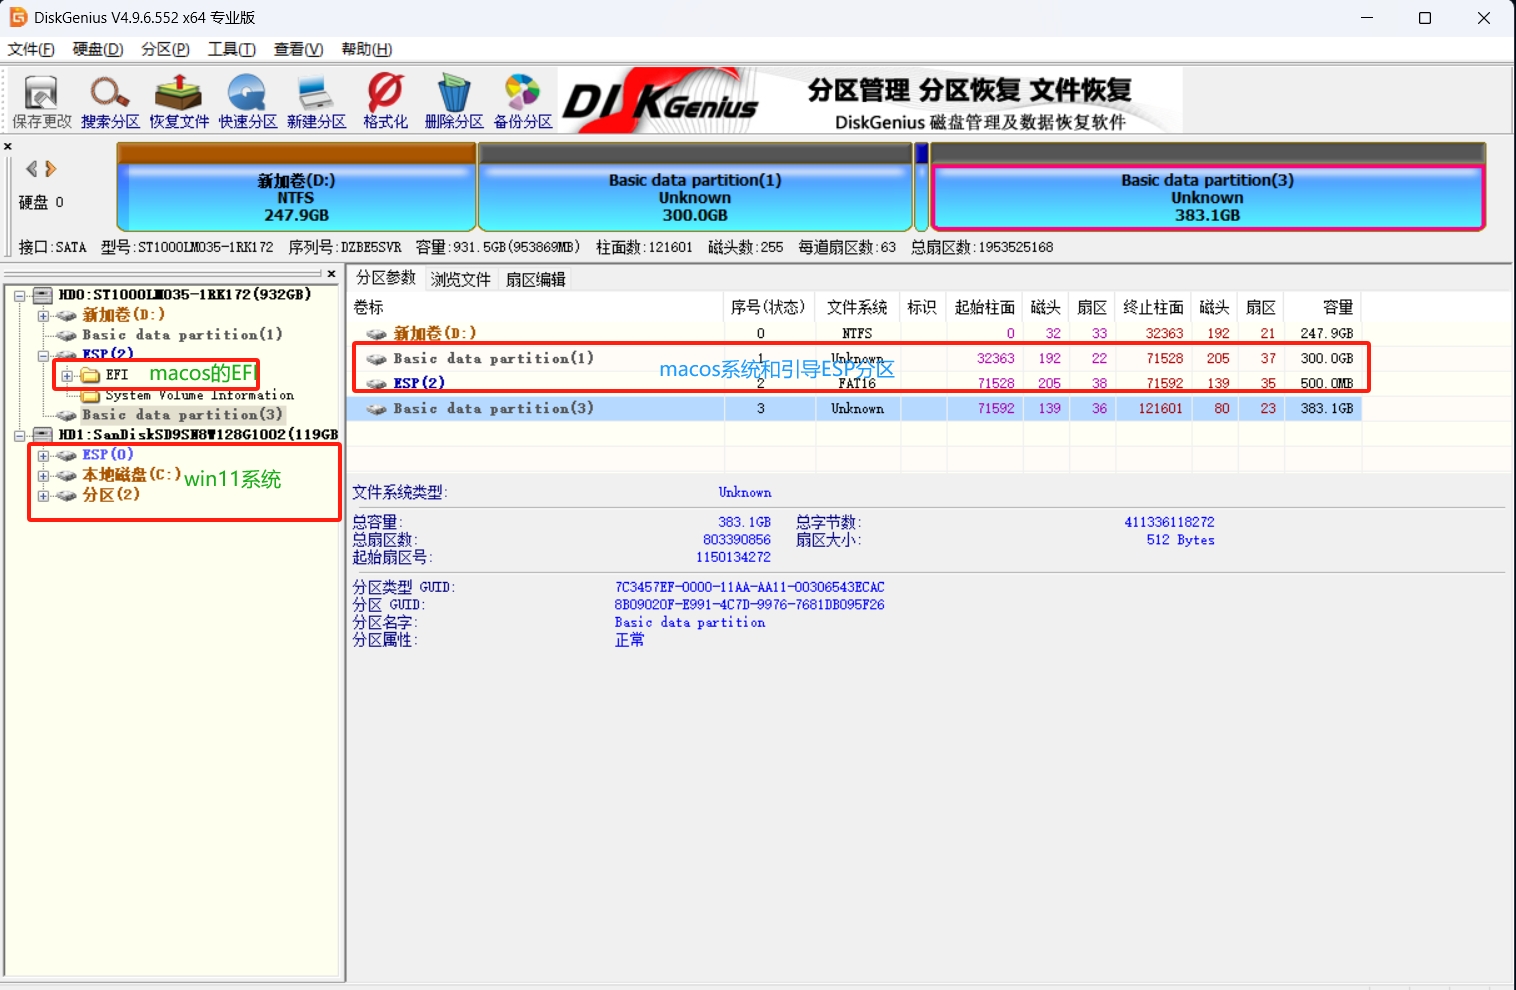 DiskGenius V4.9.6.552 x64 专业版
文件(F) 硬盘(D) 分区(P) 工具(T) 查看(V) 帮助(H)
保存更改 搜索分区 恢复文件 快速分区 新建分区 格式化 删除分区 备份分区
DISKGenius
分区管理 分区恢复 文件恢复
DiskGenius 磁盘管理及数据恢复软件
硬盘 0
新加卷(D:)
NTFS
247.9GB
Basic data partition(1)
Unknown
300.0GB
Basic data partition(3)
Unknown
383.1GB
接口:SATA 型号:ST1000LM035-1RK172 序列号:DZBE5SVR 容量:931.5GB(953869MB) 柱面数:121601 磁头数:255 每道扇区数:63 总扇区数:1953525168
HD0:ST1000LM035-1RK172(932GB)
新加卷(D:)
Basic data partition(1)
ESP(2)
EFI macos的EFI
System Volume Information
Basic data partition(3)
HD1:SanDiskSD9SN8W128G1002(119GB
ESP(0)
本地磁盘(C:) win11系统
分区(2)
分区参数 浏览文件 扇区编辑
卷标 序号(状态) 文件系统 标识 起始柱面 磁头 扇区 终止柱面 磁头 扇区 容量
新加卷(D:) 0 NTFS 0 32 33 32363 192 21 247.9GB
Basic data partition(1) 1 Unknown 32363 192 22 71528 205 37 300.0GB
macos系统和引导ESP分区
ESP(2) 2 FAT16 71528 205 38 71592 139 35 500.0MB
Basic data partition(3) 3 Unknown 71592 139 36 121601 80 23 383.1GB
文件系统类型: Unknown
总容量: 383.1GB 总字节数: 411336118272
总扇区数: 803390856 扇区大小: 512 Bytes
起始扇区号: 1150134272
分区类型 GUID: 7C3457EF-0000-11AA-AA11-00306543ECAC
分区 GUID: 8B09020F-E991-4C7D-9976-7681DB095F26
分区名字: Basic data partition
分区属性: 正常